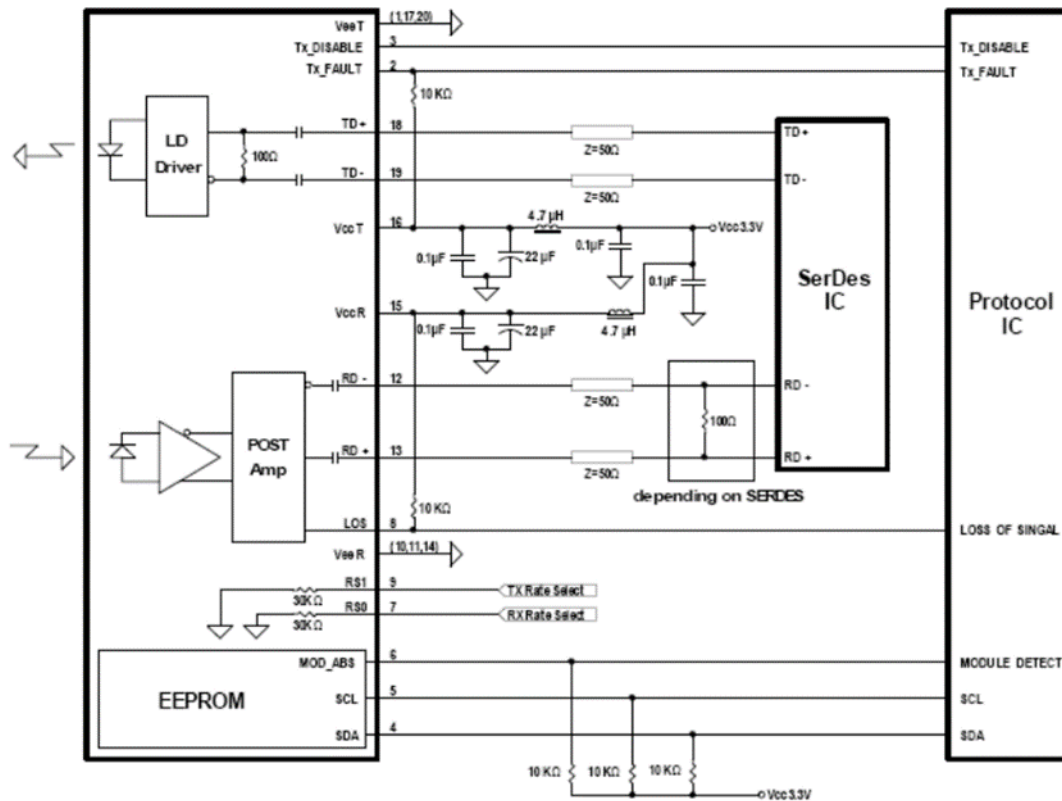 VeeT (1,17,20)
Tx_DISABLE 3 Tx_DISABLE
Tx_FAULT 2 Tx_FAULT
10 KΩ
LD
Driver
100Ω
TD+ 18 TD+
Z=50Ω
TD- 19 TD-
Z=50Ω
VccT 16
4.7 µH
Vcc3.3V
0.1µF
22 µF
0.1µF
0.1µF
SerDes
IC
Protocol
IC
VccR 15
0.1µF
22 µF
4.7 µH
RD - 12 RD -
Z=50Ω
100Ω
POST
Amp
RD + 13 RD +
Z=50Ω
depending on SERDES
10 KΩ
LOS 8 LOSS OF SINGAL
VeeR (10,11,14)
RS1 9 TX Rate Select
30KΩ
RS0 7 RX Rate Select
30KΩ
MOD_ABS 6 MODULE DETECT
EEPROM
SCL 5 SCL
SDA 4 SDA
10 KΩ 10 KΩ 10 KΩ
Vcc3.3V